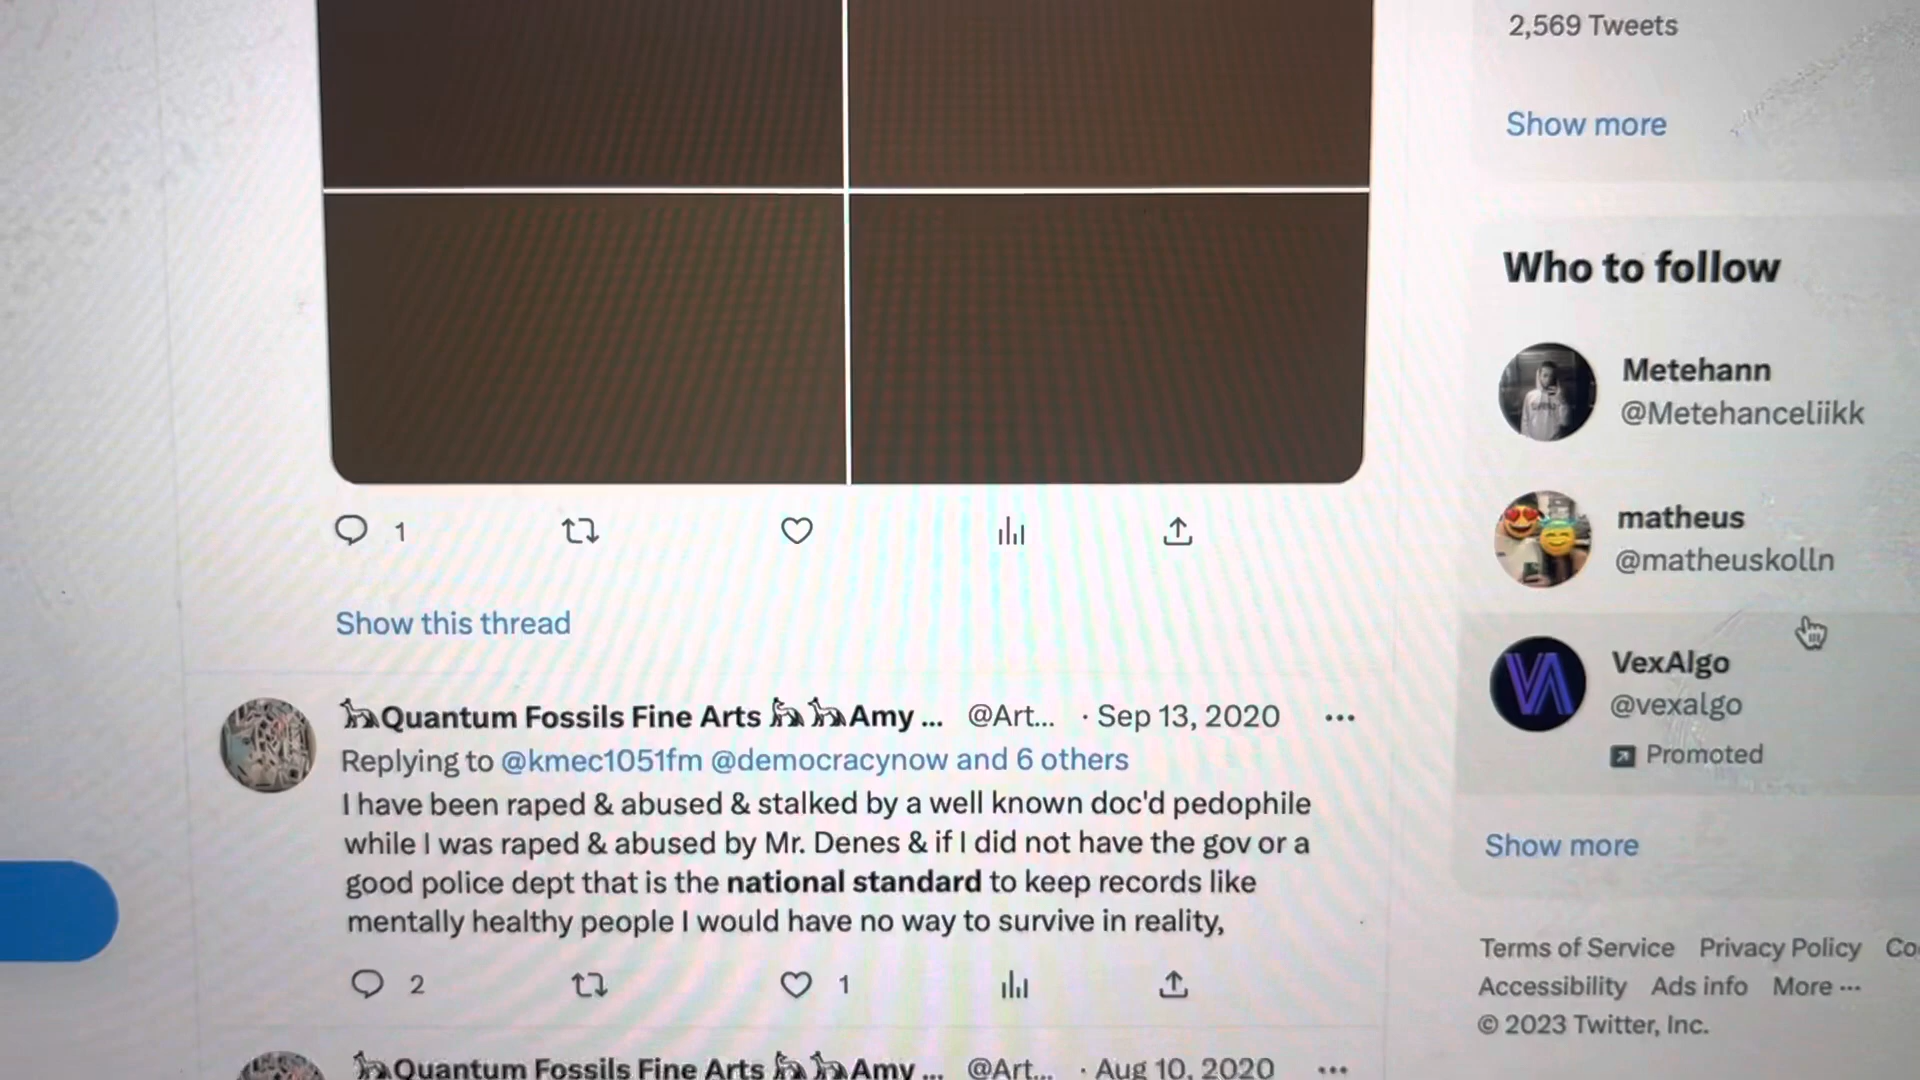 2,569 Tweets
Show more
Who to follow
Metehann
@Metehanceliikk
matheus
@matheuskolln
VexAlgo
@vexalgo
Promoted
Show more
Terms of Service Privacy Policy Co
Accessibility Ads info More ...
© 2023 Twitter, Inc.
1
Show this thread
Quantum Fossils Fine Arts Amy ... @Art... · Sep 13, 2020 ...
Replying to @kmec1051fm @democracynow and 6 others
I have been raped & abused & stalked by a well known doc'd pedophile
while I was raped & abused by Mr. Denes & if I did not have the gov or a
good police dept that is the national standard to keep records like
mentally healthy people I would have no way to survive in reality,
2 1
Quantum Fossils Fine Arts Amy ... @Art... · Aug 10, 2020 ...